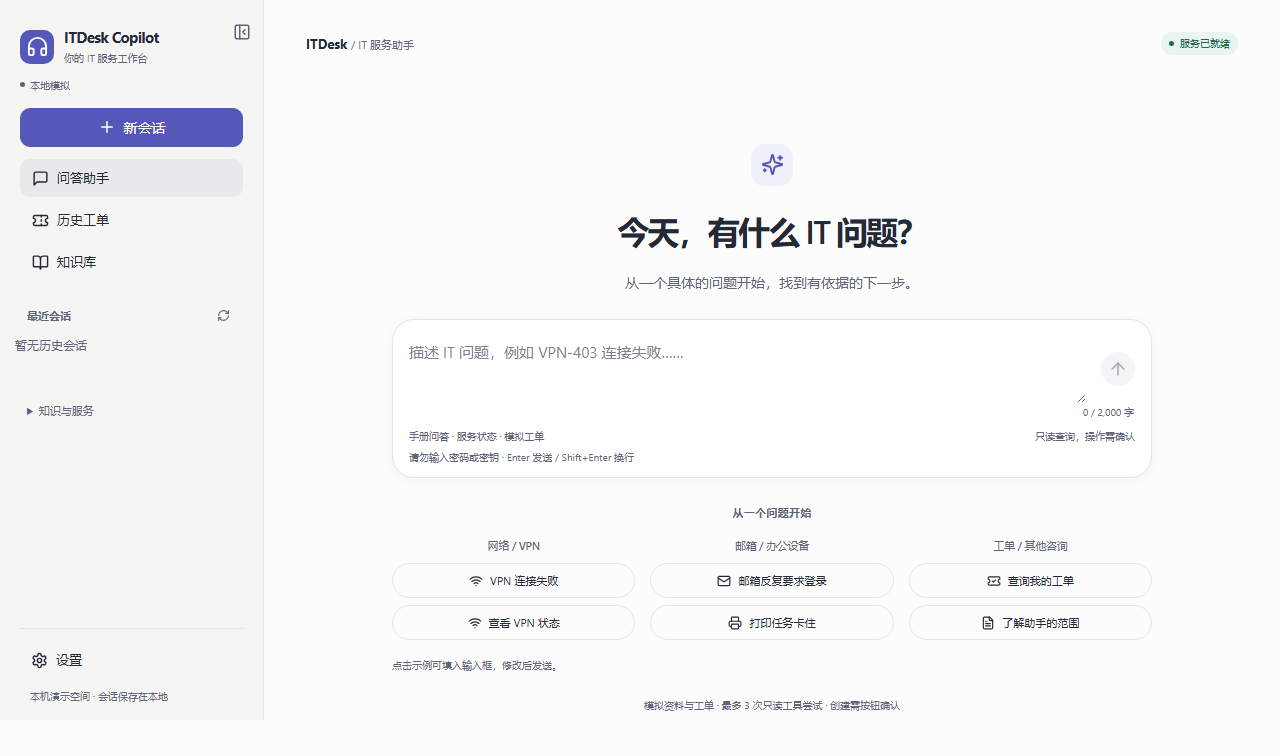 ITDesk Copilot
你的 IT 服务工作台
本地模拟
新会话
问答助手
历史工单
知识库
最近会话
暂无历史会话
知识与服务
设置
本机演示空间 · 会话保存在本地
ITDesk / IT 服务助手
服务已就绪
今天，有什么 IT 问题？
从一个具体的问题开始，找到有依据的下一步。
描述 IT 问题，例如 VPN-403 连接失败……
0 / 2,000 字
手册问答 · 服务状态 · 模拟工单
只读查询，操作需确认
请勿输入密码或密钥 · Enter 发送 / Shift+Enter 换行
从一个问题开始
网络 / VPN
邮箱 / 办公设备
工单 / 其他咨询
VPN 连接失败
邮箱反复要求登录
查询我的工单
查看 VPN 状态
打印任务卡住
了解助手的范围
点击示例可填入输入框，修改后发送。
模拟资料与工单 · 最多 3 次只读工具尝试 · 创建需按钮确认